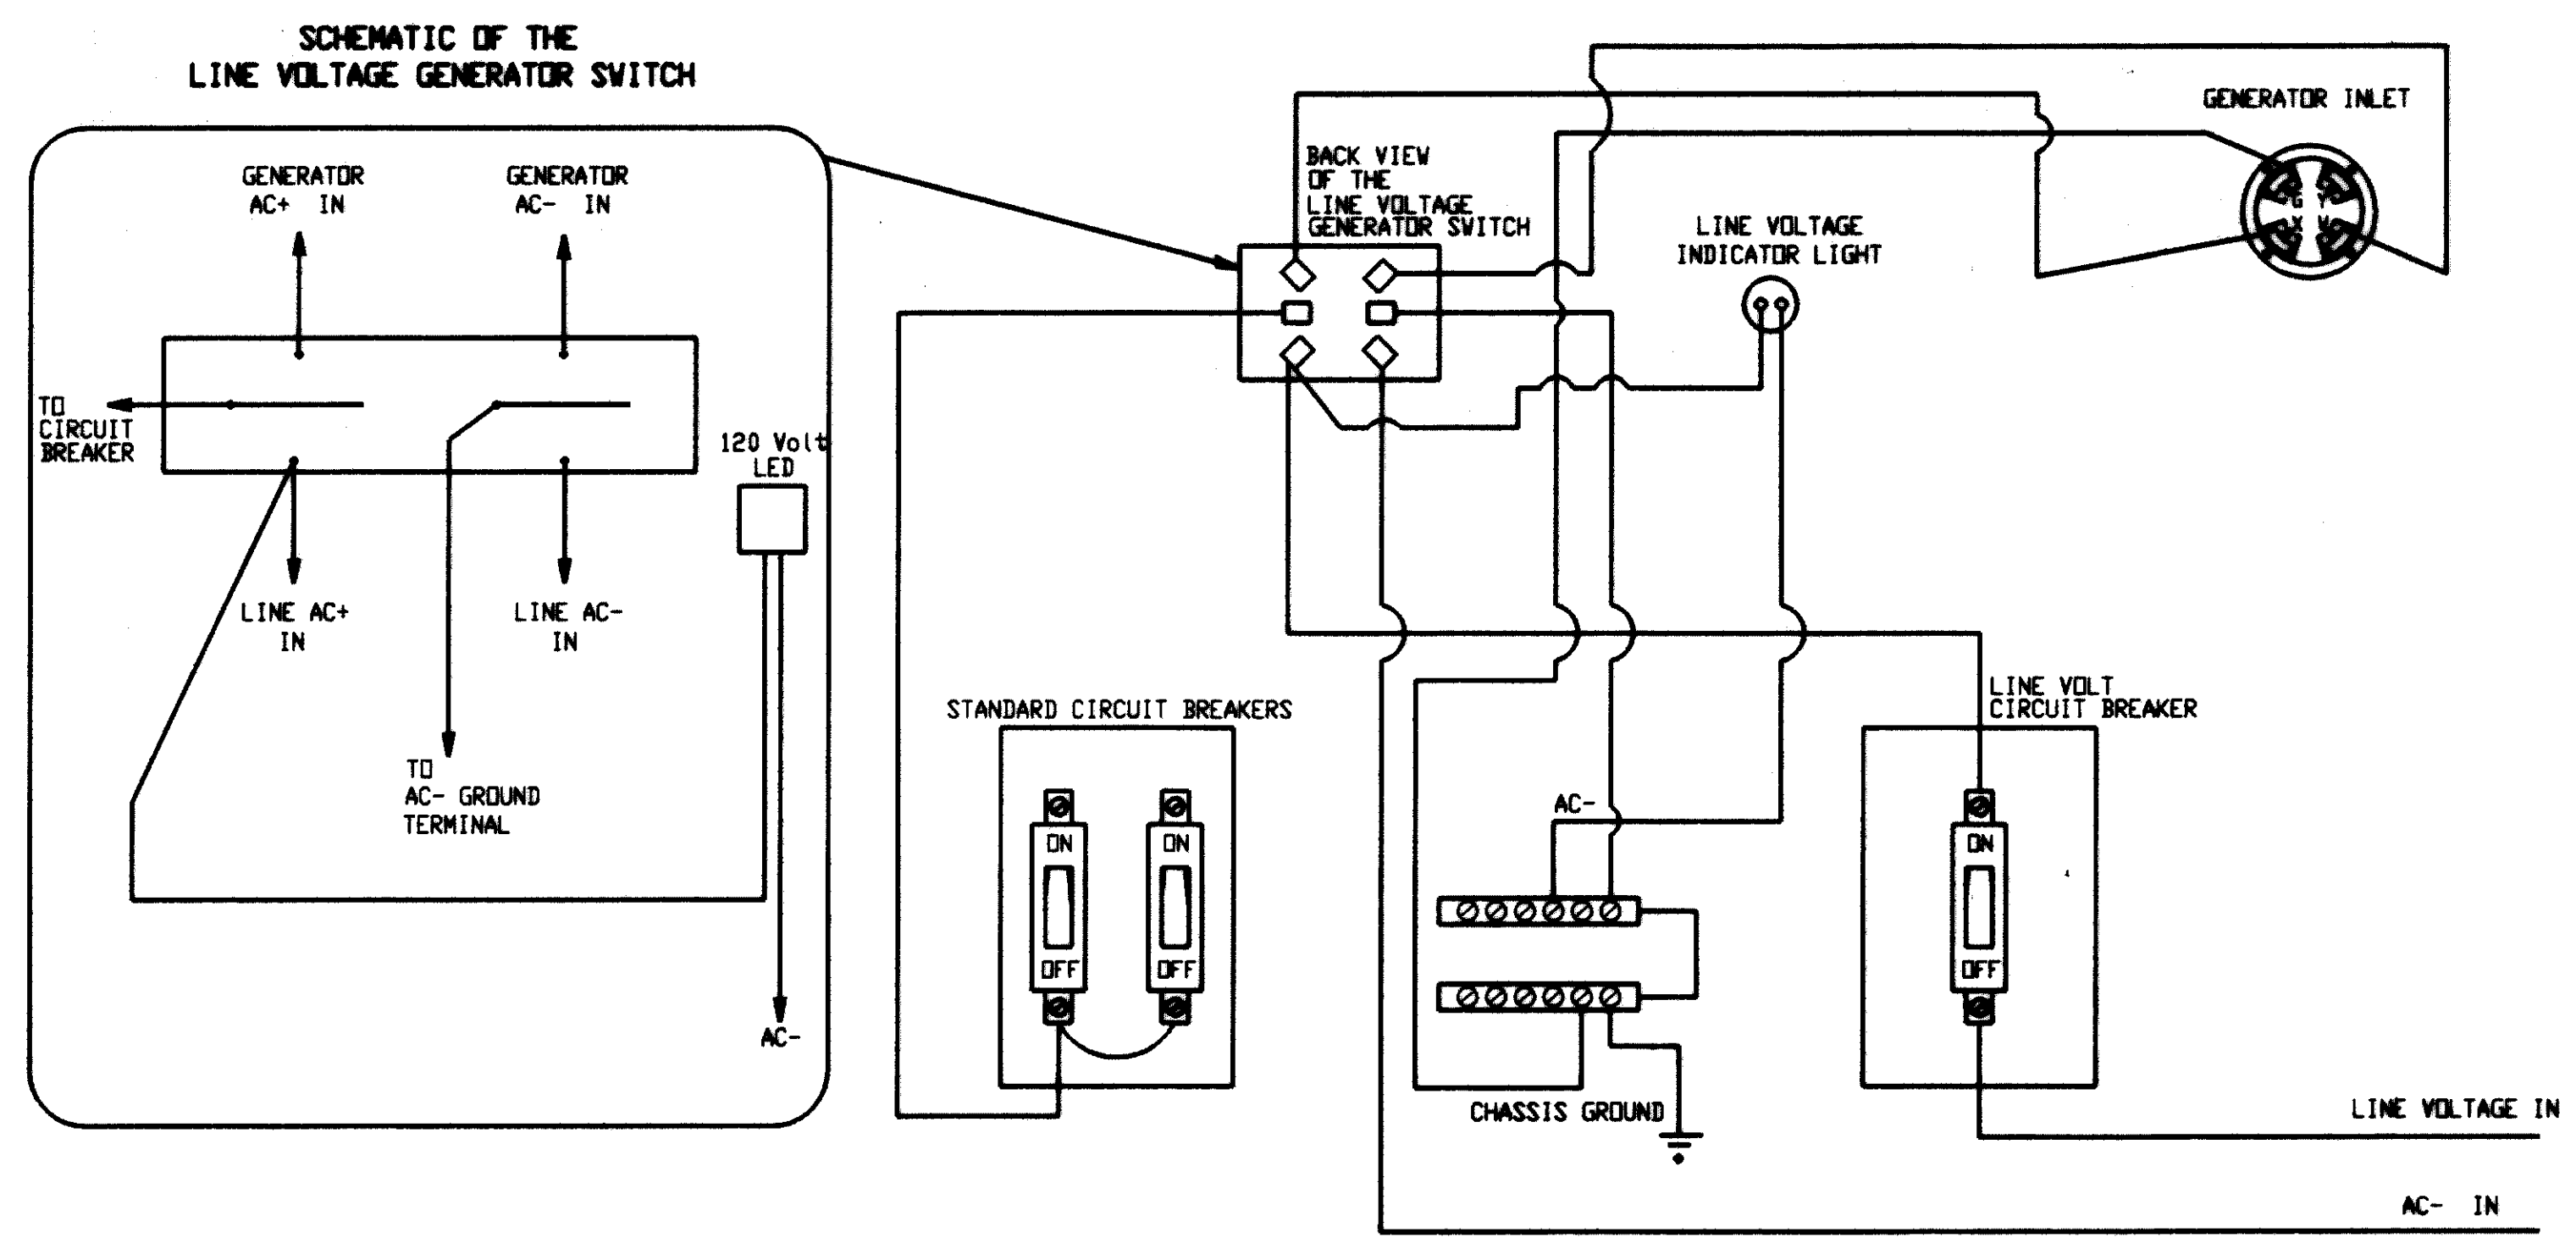 SCHEMATIC OF THE
LINE VOLTAGE GENERATOR SWITCH
GENERATOR
AC+ IN
GENERATOR
AC- IN
TO
CIRCUIT
BREAKER
120 Volt
LED
LINE AC+
IN
LINE AC-
IN
TO
AC- GROUND
TERMINAL
AC-
BACK VIEW
OF THE
LINE VOLTAGE
GENERATOR SWITCH
GENERATOR INLET
G Y
X W
LINE VOLTAGE
INDICATOR LIGHT
STANDARD CIRCUIT BREAKERS
ON
OFF
ON
OFF
AC-
CHASSIS GROUND
LINE VOLT
CIRCUIT BREAKER
ON
OFF
LINE VOLTAGE IN
AC- IN